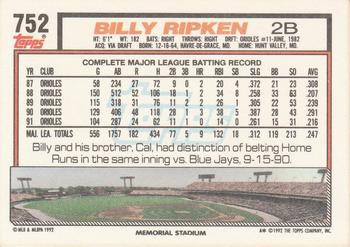 752
Topps
BILLY RIPKEN
2B
HT: 6'1" WT: 182 BATS: RIGHT THROWS: RIGHT DRFT: ORIOLES #11-JUNE, 1982
ACQ: VIA DRAFT BORN: 12-16-64, HAVRE-DE-GRACE, MD. HOME: HUNT VALLEY, MD.
COMPLETE MAJOR LEAGUE BATTING RECORD
YR CLUB G AB R H 2B 3B HR RBI SB SLG BB SO AVG
87 ORIOLES 58 234 27 72 9 0 2 20 4 .372 21 23 .308
88 ORIOLES 150 512 52 106 18 1 2 34 8 .258 33 63 .207
89 ORIOLES 115 318 31 76 11 2 2 26 1 .305 22 53 .239
90 ORIOLES 129 406 48 118 28 1 3 38 5 .387 28 43 .291
91 ORIOLES 104 287 24 62 11 1 0 14 0 .261 15 31 .216
MAJ. LEA. TOTALS 556 1757 182 434 77 5 9 132 18 .318 119 213 .247
Billy and his brother, Cal, had distinction of belting Home
Runs in the same inning vs. Blue Jays, 9-15-90.
© MLB & MLBPA 1992
MEMORIAL STADIUM
© 1992 THE TOPPS COMPANY, INC.